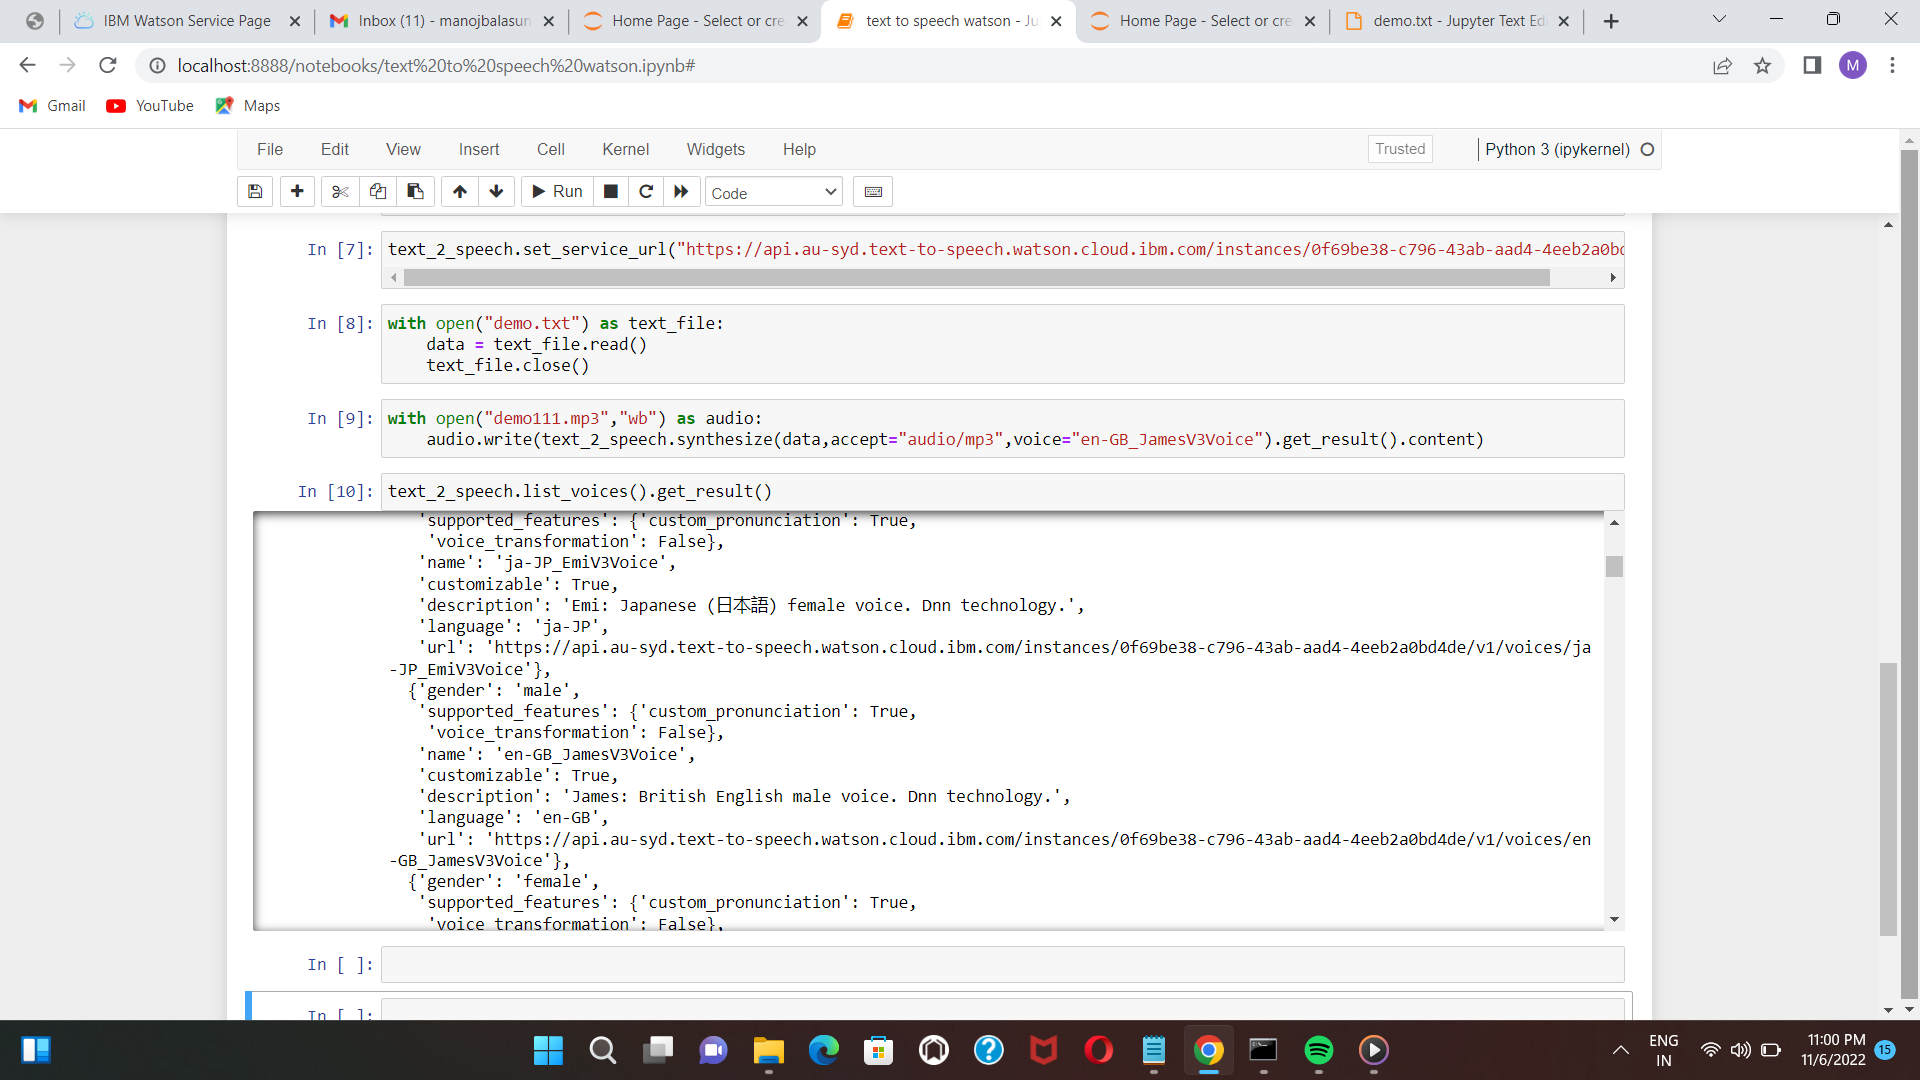 IBM Watson Service Page
Inbox (11) - manojbalasun
Home Page - Select or cre
text to speech watson - Ju
Home Page - Select or cre
demo.txt - Jupyter Text Edi
localhost:8888/notebooks/text%20to%20speech%20watson.ipynb#
M
Gmail
YouTube
Maps
File
Edit
View
Insert
Cell
Kernel
Widgets
Help
Trusted
Python 3 (ipykernel)
Run
Code
In [7]: text_2_speech.set_service_url("https://api.au-syd.text-to-speech.watson.cloud.ibm.com/instances/0f69be38-c796-43ab-aad4-4eeb2a0bd
In [8]: with open("demo.txt") as text_file:
data = text_file.read()
text_file.close()
In [9]: with open("demo111.mp3","wb") as audio:
audio.write(text_2_speech.synthesize(data,accept="audio/mp3",voice="en-GB_JamesV3Voice").get_result().content)
In [10]: text_2_speech.list_voices().get_result()
'supported_features': {'custom_pronunciation': True,
'voice_transformation': False},
'name': 'ja-JP_EmiV3Voice',
'customizable': True,
'description': 'Emi: Japanese (日本語) female voice. Dnn technology.',
'language': 'ja-JP',
'url': 'https://api.au-syd.text-to-speech.watson.cloud.ibm.com/instances/0f69be38-c796-43ab-aad4-4eeb2a0bd4de/v1/voices/ja
-JP_EmiV3Voice'},
{'gender': 'male',
'supported_features': {'custom_pronunciation': True,
'voice_transformation': False},
'name': 'en-GB_JamesV3Voice',
'customizable': True,
'description': 'James: British English male voice. Dnn technology.',
'language': 'en-GB',
'url': 'https://api.au-syd.text-to-speech.watson.cloud.ibm.com/instances/0f69be38-c796-43ab-aad4-4eeb2a0bd4de/v1/voices/en
-GB_JamesV3Voice'},
{'gender': 'female',
'supported_features': {'custom_pronunciation': True,
'voice_transformation': False},
In [ ]:
In [ ]:
ENG
IN
11:00 PM
11/6/2022
15